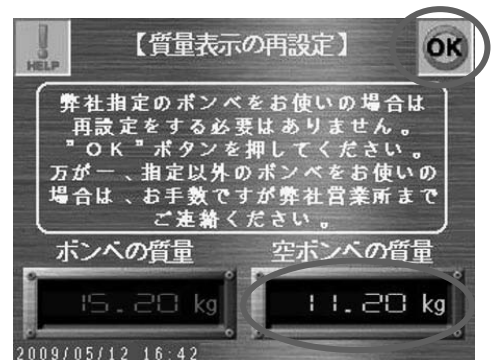 HELP
【質量表示の再設定】
OK
弊社指定のボンベをお使いの場合は
再設定をする必要はありません。
"OK"ボタンを押してください。
万が一、指定以外のボンベをお使いの
場合は、お手数ですが弊社営業所まで
ご連絡ください。
ボンベの質量
空ボンベの質量
15.20 kg
11.20 kg
2009/05/12 16:42